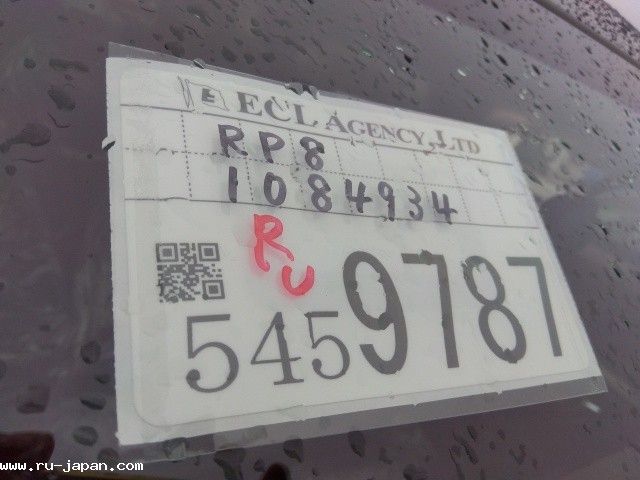 E ECL AGENCY,LTD
RP8
1084934
RU
5459787
www.ru-japan.com